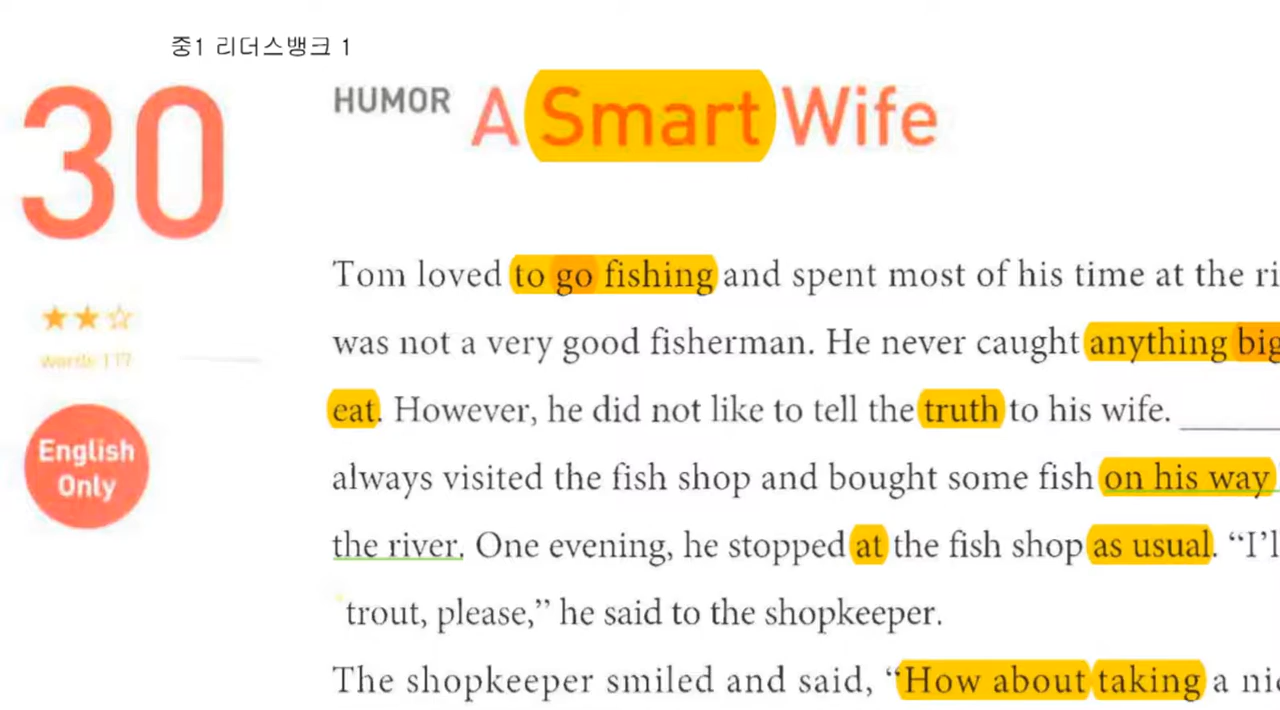 중1 리더스뱅크 1
30
HUMOR A Smart Wife
words 117
English
Only
Tom loved to go fishing and spent most of his time at the
was not a very good fisherman. He never caught anything big
eat. However, he did not like to tell the truth to his wife.
always visited the fish shop and bought some fish on his way
the river. One evening, he stopped at the fish shop as usual. “I’l
trout, please,” he said to the shopkeeper.
The shopkeeper smiled and said, “How about taking a